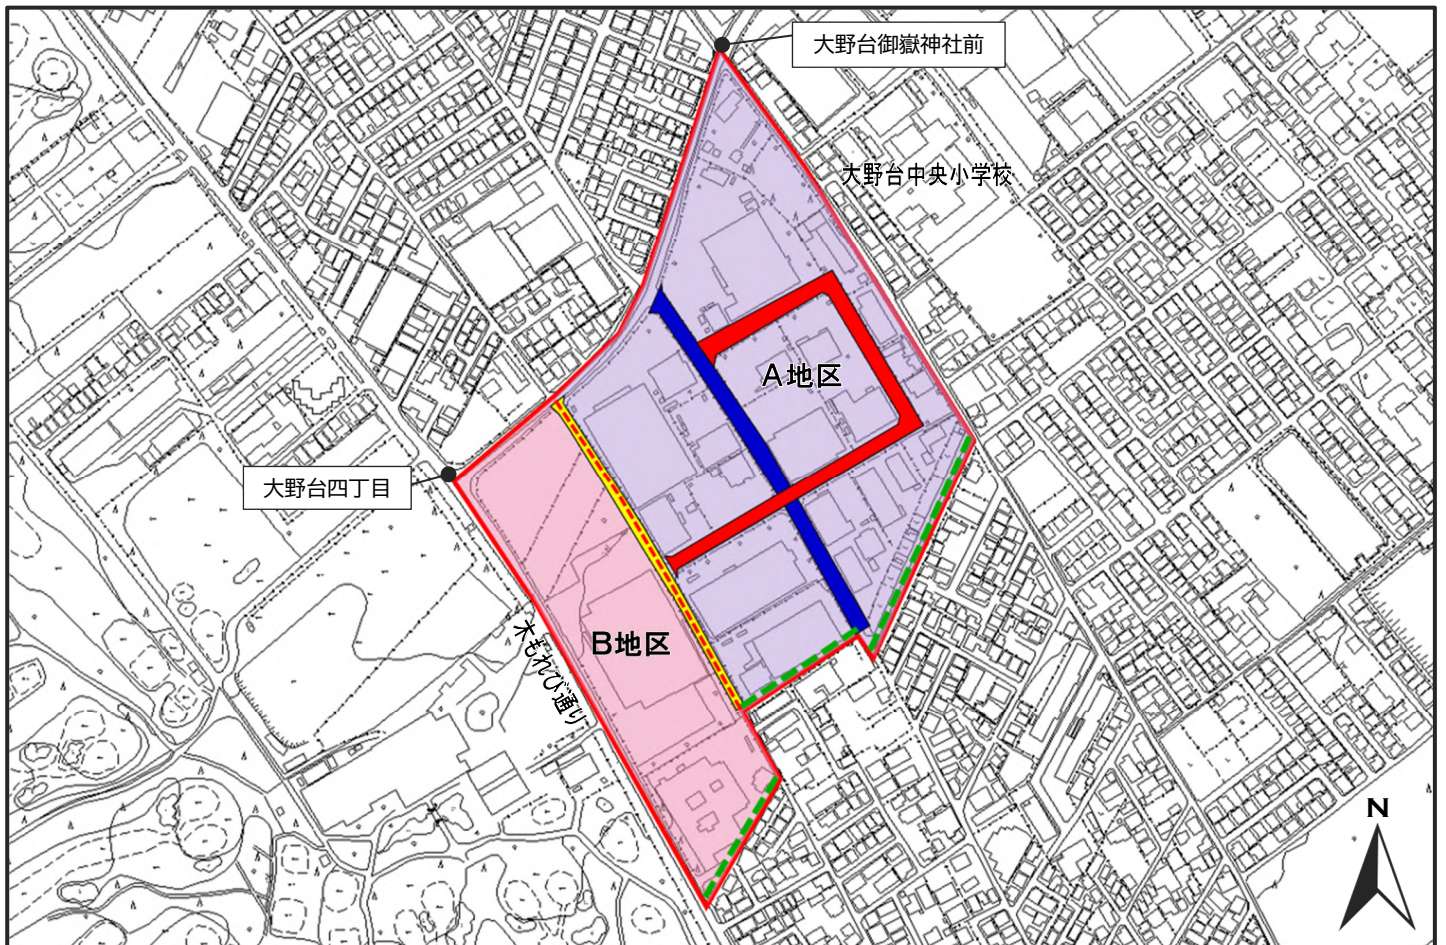 大野台御嶽神社前
大野台中央小学校
A地区
大野台四丁目
B地区
木もれび通り
N